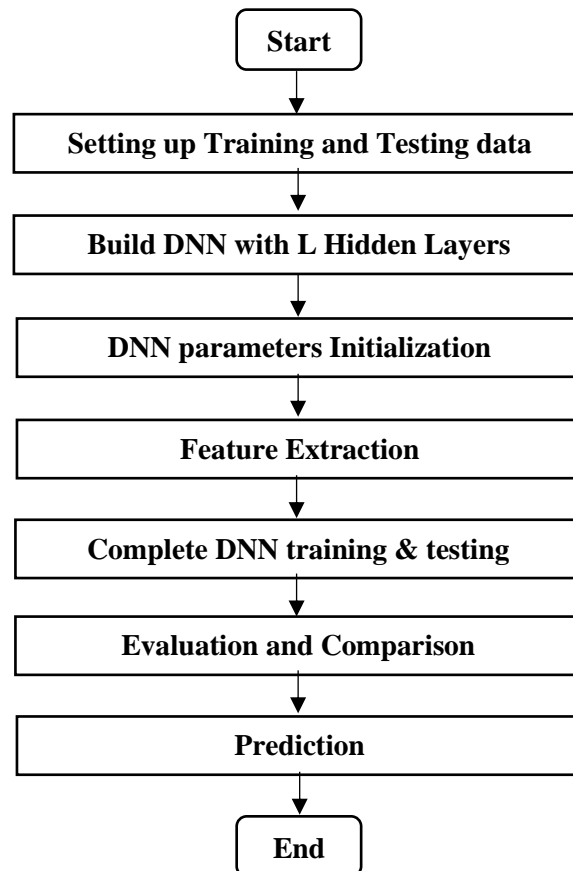 Start
Setting up Training and Testing data
Build DNN with L Hidden Layers
DNN parameters Initialization
Feature Extraction
Complete DNN training & testing
Evaluation and Comparison
Prediction
End